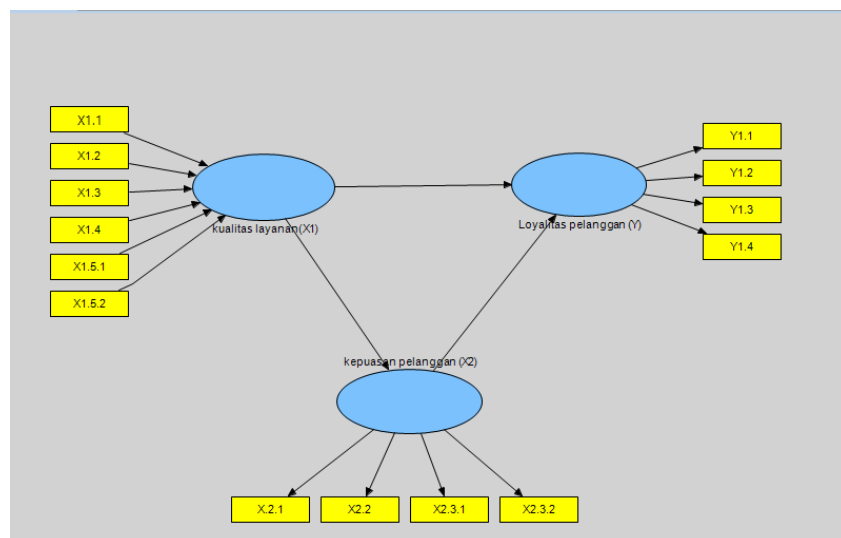 X1.1
X1.2
X1.3
X1.4
X1.5.1
X1.5.2
kualitas layanan(X1)
Y1.1
Y1.2
Y1.3
Y1.4
Loyalitas pelanggan (Y)
kepuasan pelanggan (X2)
X.2.1
X2.2
X2.3.1
X2.3.2